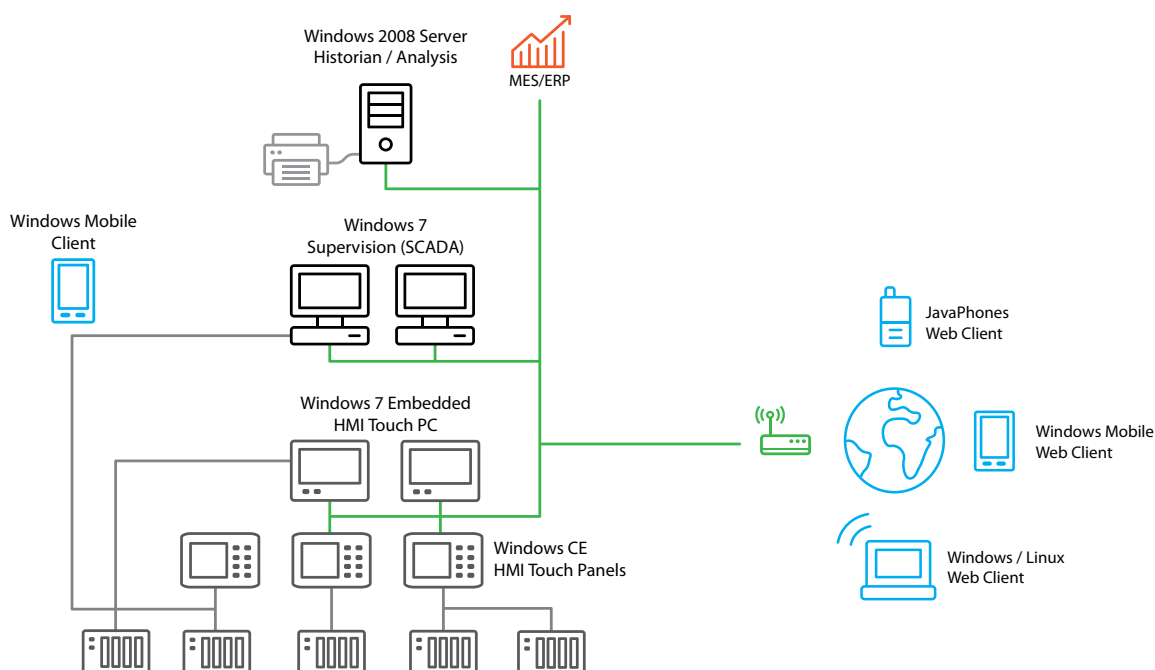 Windows 2008 Server
Historian / Analysis
MES/ERP
Windows Mobile
Client
Windows 7
Supervision (SCADA)
JavaPhones
Web Client
Windows 7 Embedded
HMI Touch PC
Windows Mobile
Web Client
Windows CE
HMI Touch Panels
Windows / Linux
Web Client